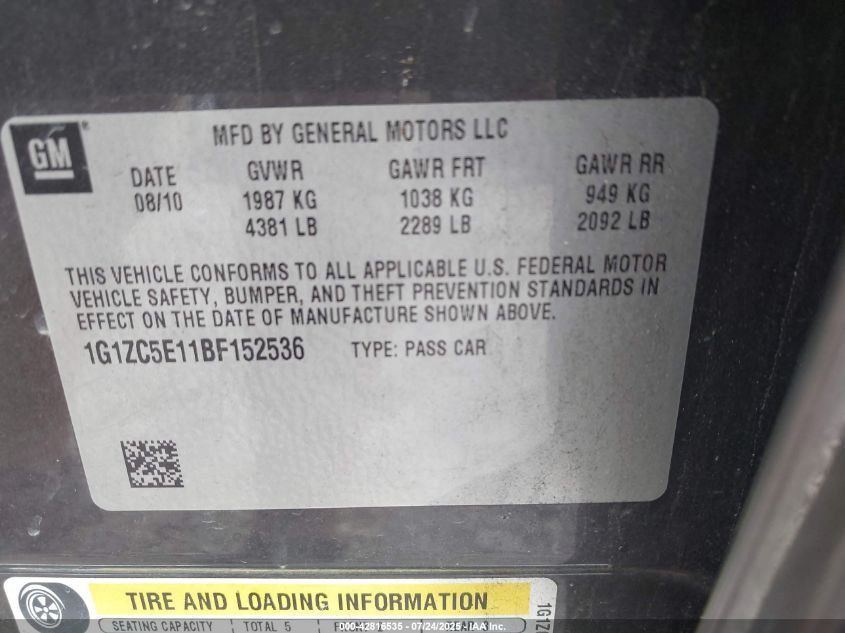 GM
MFD BY GENERAL MOTORS LLC
DATE GVWR GAWR FRT GAWR RR
08/10 1987 KG 1038 KG 949 KG
4381 LB 2289 LB 2092 LB
THIS VEHICLE CONFORMS TO ALL APPLICABLE U.S. FEDERAL MOTOR
VEHICLE SAFETY, BUMPER, AND THEFT PREVENTION STANDARDS IN
EFFECT ON THE DATE OF MANUFACTURE SHOWN ABOVE.
1G1ZC5E11BF152536 TYPE: PASS CAR
TIRE AND LOADING INFORMATION
SEATING CAPACITY TOTAL 5
1G1Z
000-42816535 - 07/24/2025 - IAA Inc.